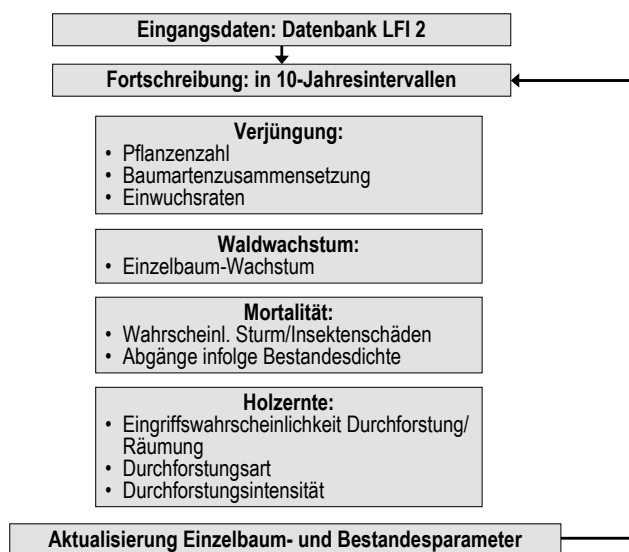 Eingangsdaten: Datenbank LFI 2
Fortschreibung: in 10-Jahresintervallen
Verjüngung:
• Pflanzenzahl
• Baumartenzusammensetzung
• Einwuchsraten
Waldwachstum:
• Einzelbaum-Wachstum
Mortalität:
• Wahrscheinl. Sturm/Insektenschäden
• Abgänge infolge Bestandesdichte
Holzernte:
• Eingriffswahrscheinlichkeit Durchforstung/
Räumung
• Durchforstungsart
• Durchforstungsintensität
Aktualisierung Einzelbaum- und Bestandesparameter